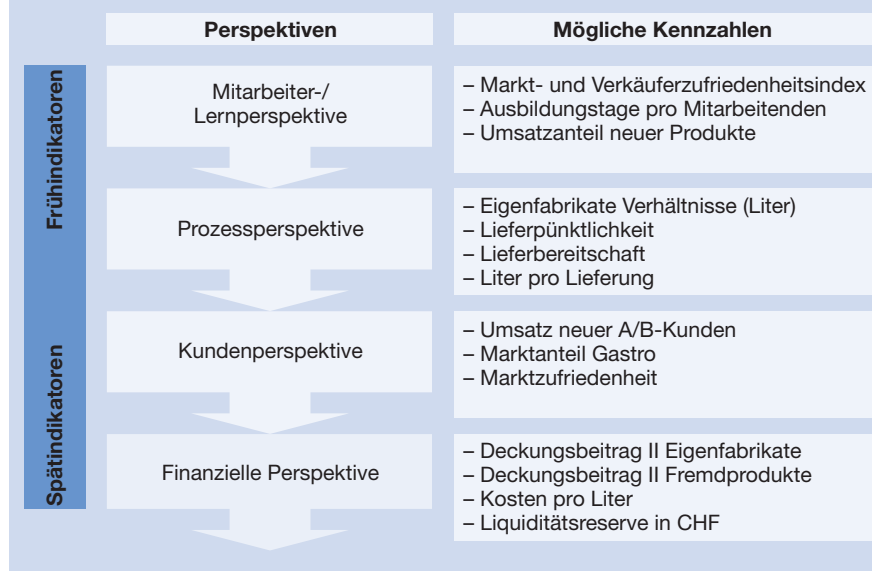 Perspektiven
Mögliche Kennzahlen
Frühindikatoren
Spätindikatoren
Mitarbeiter-/
Lernperspektive
– Markt- und Verkäuferzufriedenheitsindex
– Ausbildungstage pro Mitarbeitenden
– Umsatzanteil neuer Produkte
Prozessperspektive
– Eigenfabrikate Verhältnisse (Liter)
– Lieferpünktlichkeit
– Lieferbereitschaft
– Liter pro Lieferung
Kundenperspektive
– Umsatz neuer A/B-Kunden
– Marktanteil Gastro
– Marktzufriedenheit
Finanzielle Perspektive
– Deckungsbeitrag II Eigenfabrikate
– Deckungsbeitrag II Fremdprodukte
– Kosten pro Liter
– Liquiditätsreserve in CHF